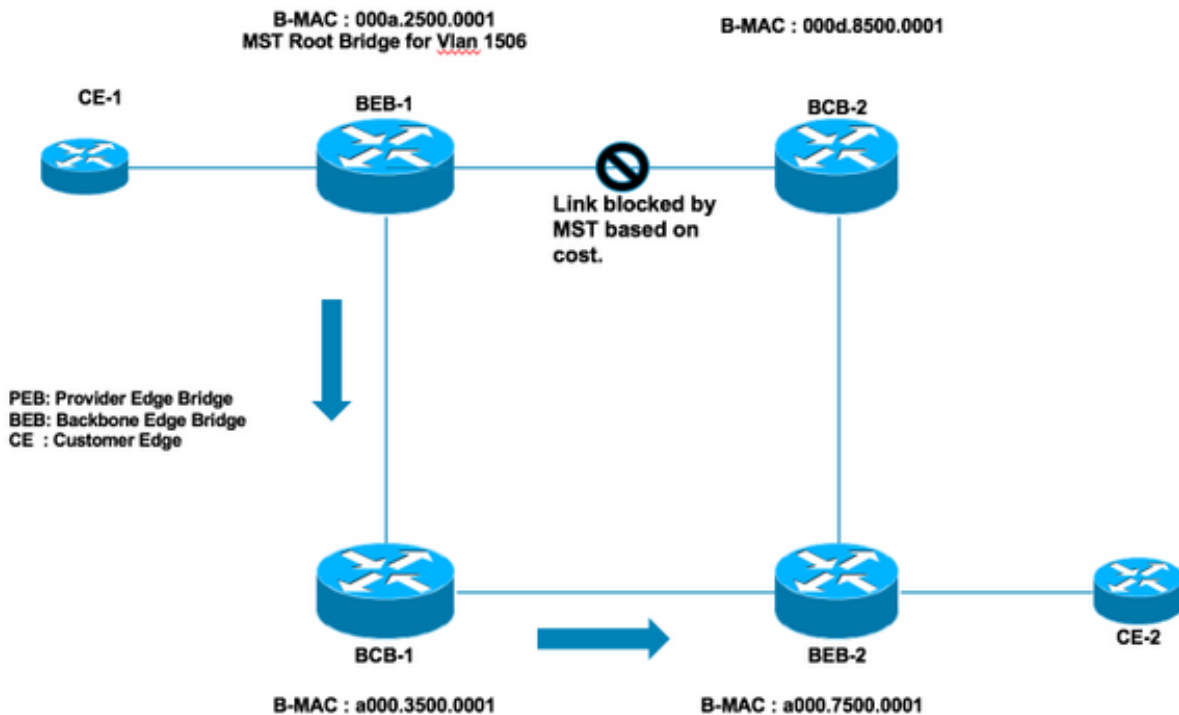 B-MAC : 000a.2500.0001
MST Root Bridge for Vlan 1506
B-MAC : 000d.8500.0001
CE-1
BEB-1
BCB-2
Link blocked by
MST based on
cost.
PEB: Provider Edge Bridge
BEB: Backbone Edge Bridge
CE : Customer Edge
BCB-1
BEB-2
CE-2
B-MAC : a000.3500.0001
B-MAC : a000.7500.0001